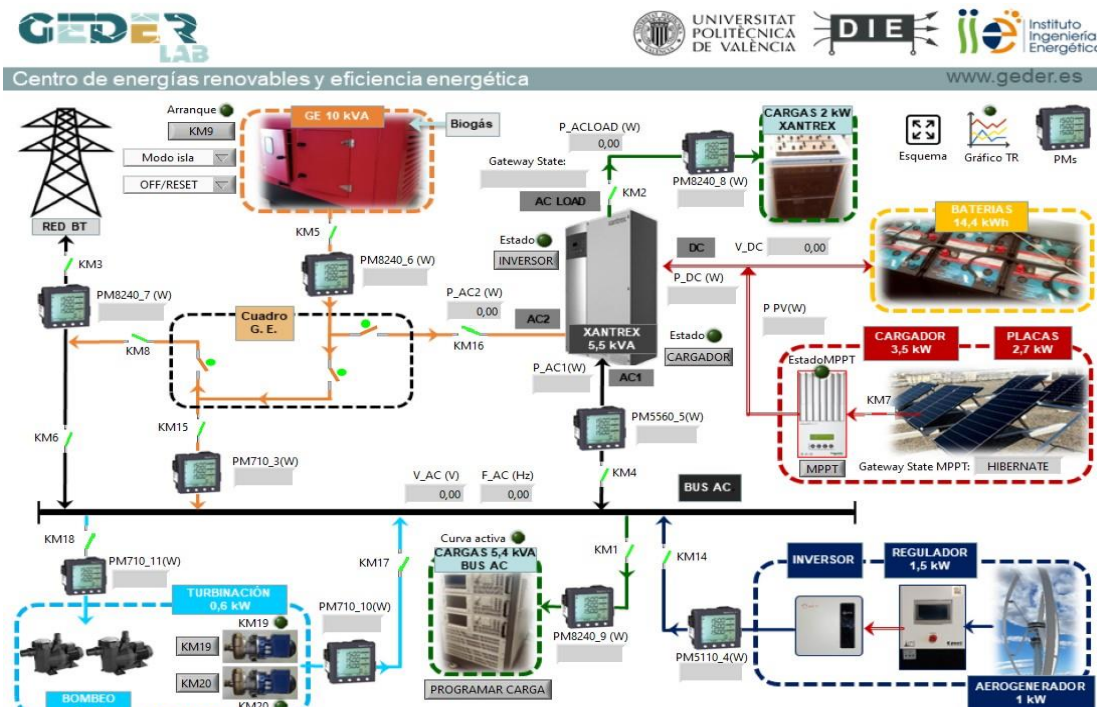 GEDER
LAB
UNIVERSITAT
POLITÈCNICA
DE VALÈNCIA
DIE
iie
Instituto
Ingeniería
Energética
Centro de energías renovables y eficiencia energética
www.geder.es
Arranque
KM9
Modo isla
OFF/RESET
GE 10 kVA
Biogás
P_ACLOAD (W)
0,00
Gateway State:
AC LOAD
KM2
PM8240_8 (W)
CARGAS 2 kW
XANTREX
Esquema
Gráfico TR
PMs
RED BT
KM3
PM8240_7 (W)
KM5
PM8240_6 (W)
Estado
INVERSOR
DC
V_DC
0,00
P_DC (W)
BATERIAS
14,4 kWh
P PV(W)
Cuadro
G. E.
P_AC2 (W)
0,00
AC2
KM16
KM8
XANTREX
5,5 kVA
Estado
CARGADOR
P_AC1(W)
AC1
CARGADOR
3,5 kW
PLACAS
2,7 kW
EstadoMPPT
KM7
MPPT
Gateway State MPPT:
HIBERNATE
KM6
KM15
PM710_3(W)
PM5560_5(W)
KM4
V_AC (V)
0,00
F_AC (Hz)
0,00
BUS AC
KM18
PM710_11(W)
KM17
Curva activa
CARGAS 5,4 kVA
BUS AC
KM1
KM14
INVERSOR
REGULADOR
1,5 kW
TURBINACIÓN
0,6 kW
KM19
KM19
KM20
KM20
PM710_10(W)
PM8240_9 (W)
PM5110_4(W)
PROGRAMAR CARGA
BOMBEO
AEROGENERADOR
1 kW